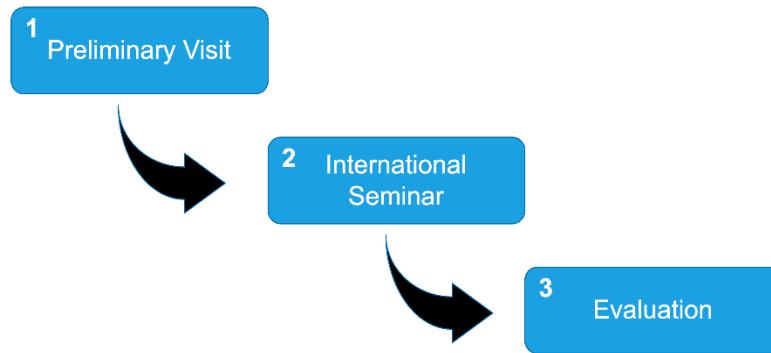 1
Preliminary Visit
2
International
Seminar
3
Evaluation